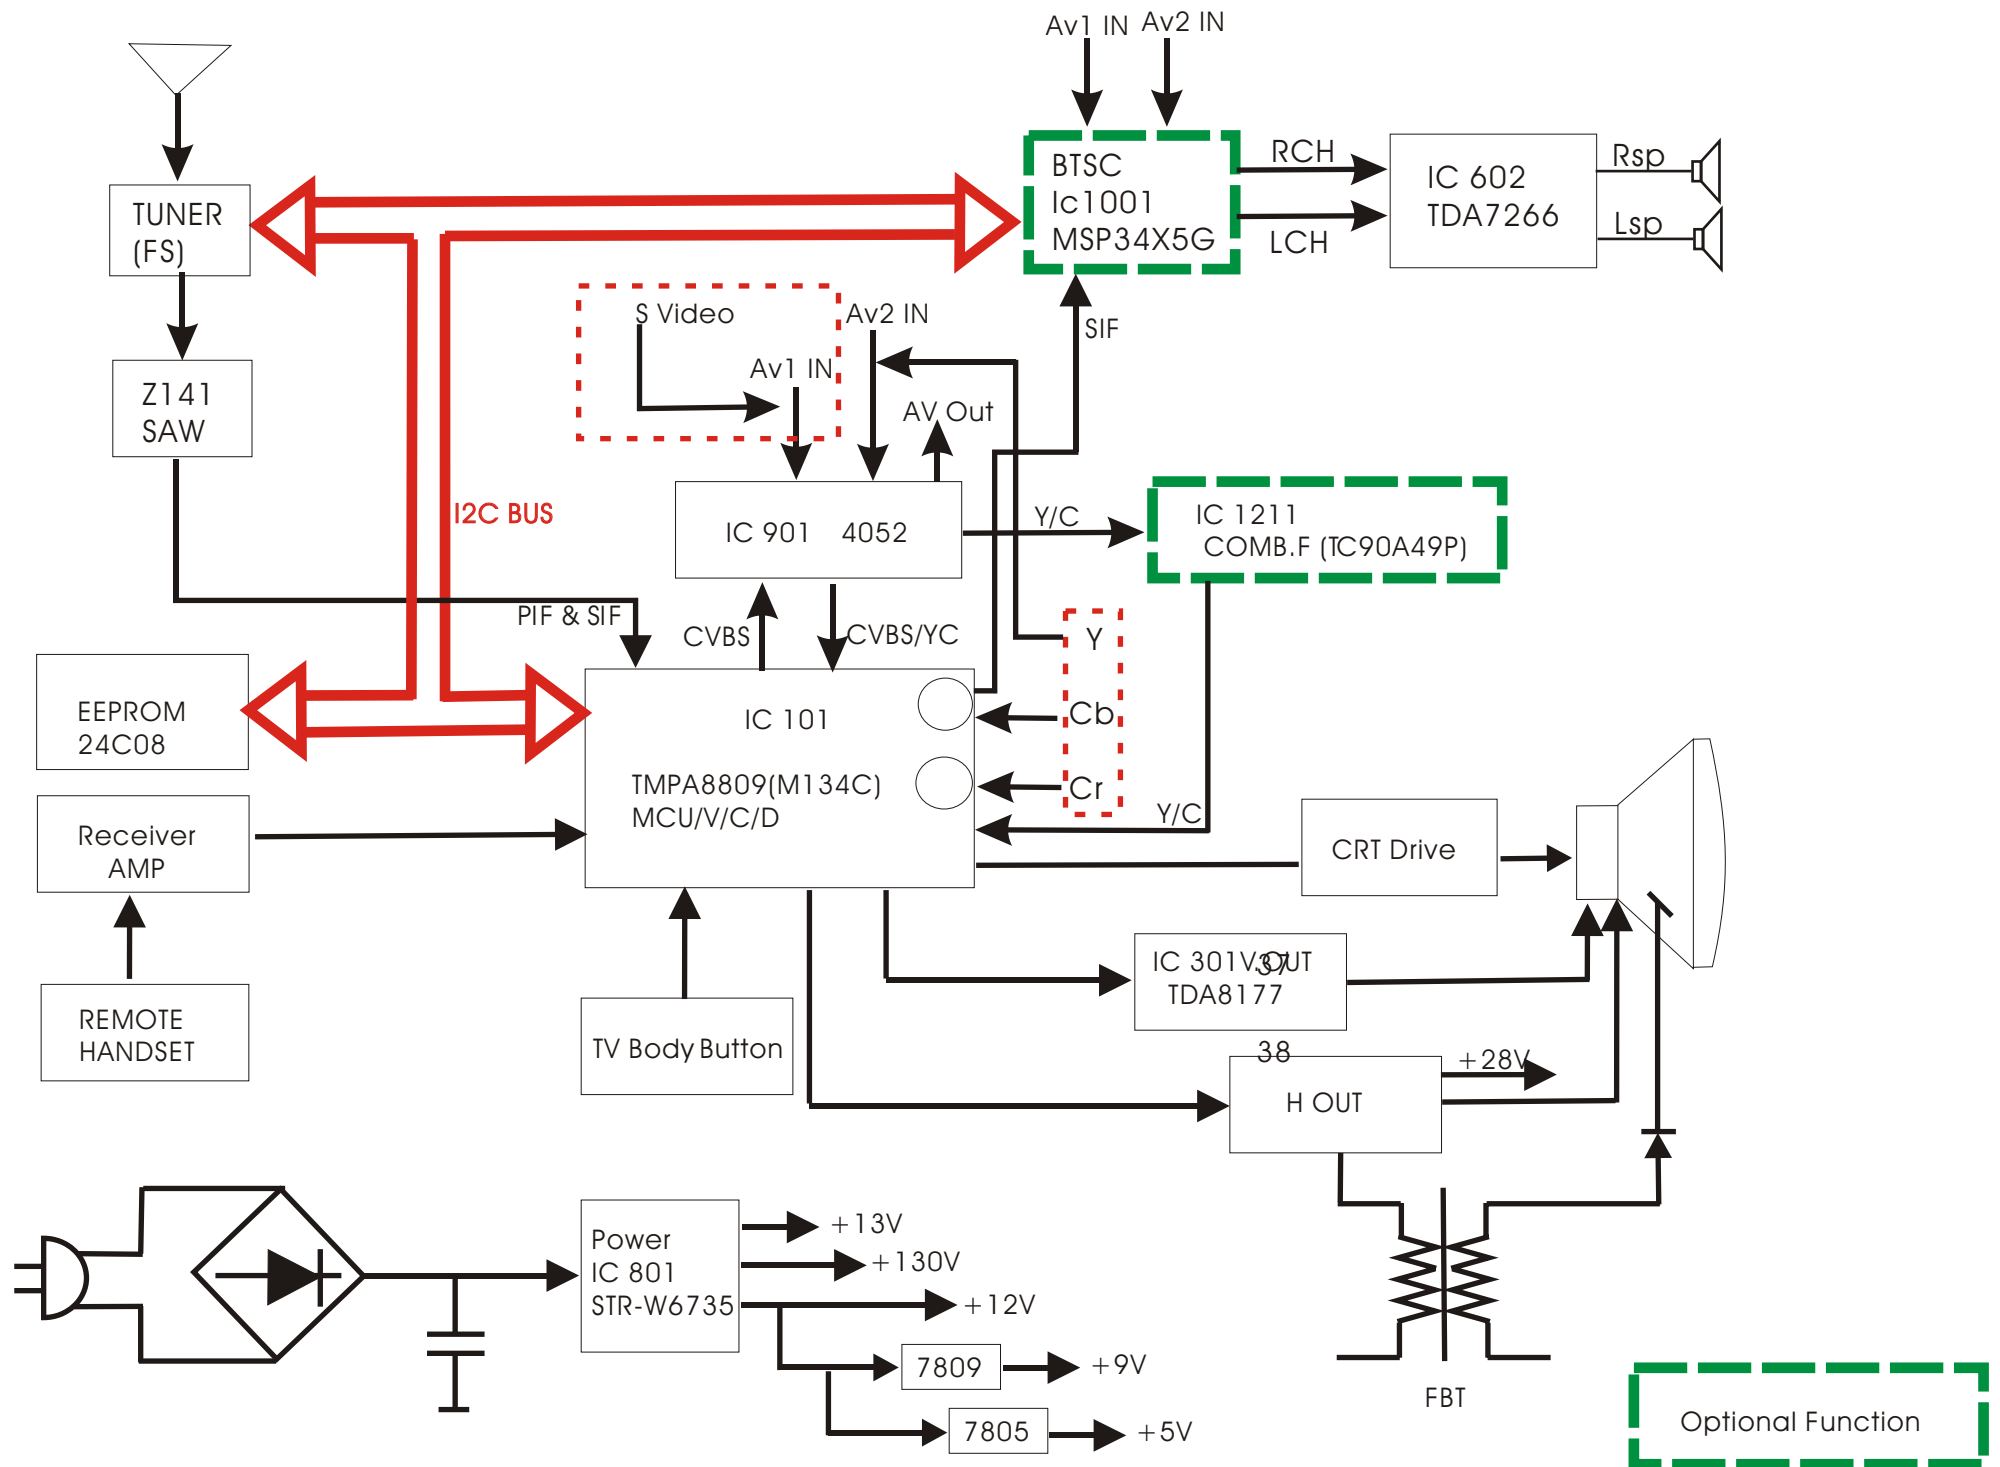 Av1 IN
Av2 IN
TUNER
(FS)
BTSC
Ic1001
MSP34X5G
RCH
LCH
IC 602
TDA7266
Rsp
Lsp
S Video
Av1 IN
Av2 IN
AV Out
SIF
Z141
SAW
I2C BUS
IC 901 4052
Y/C
IC 1211
COMB.F (TC90A49P)
PIF & SIF
CVBS
CVBS/YC
Y
Cb
Cr
Y/C
EEPROM
24C08
IC 101
TMPA8809(M134C)
MCU/V/C/D
Receiver
AMP
CRT Drive
REMOTE
HANDSET
TV Body Button
IC 301V.OUT
37
TDA8177
38
+28V
H OUT
Power
IC 801
STR-W6735
+13V
+130V
+12V
7809
+9V
7805
+5V
FBT
Optional Function